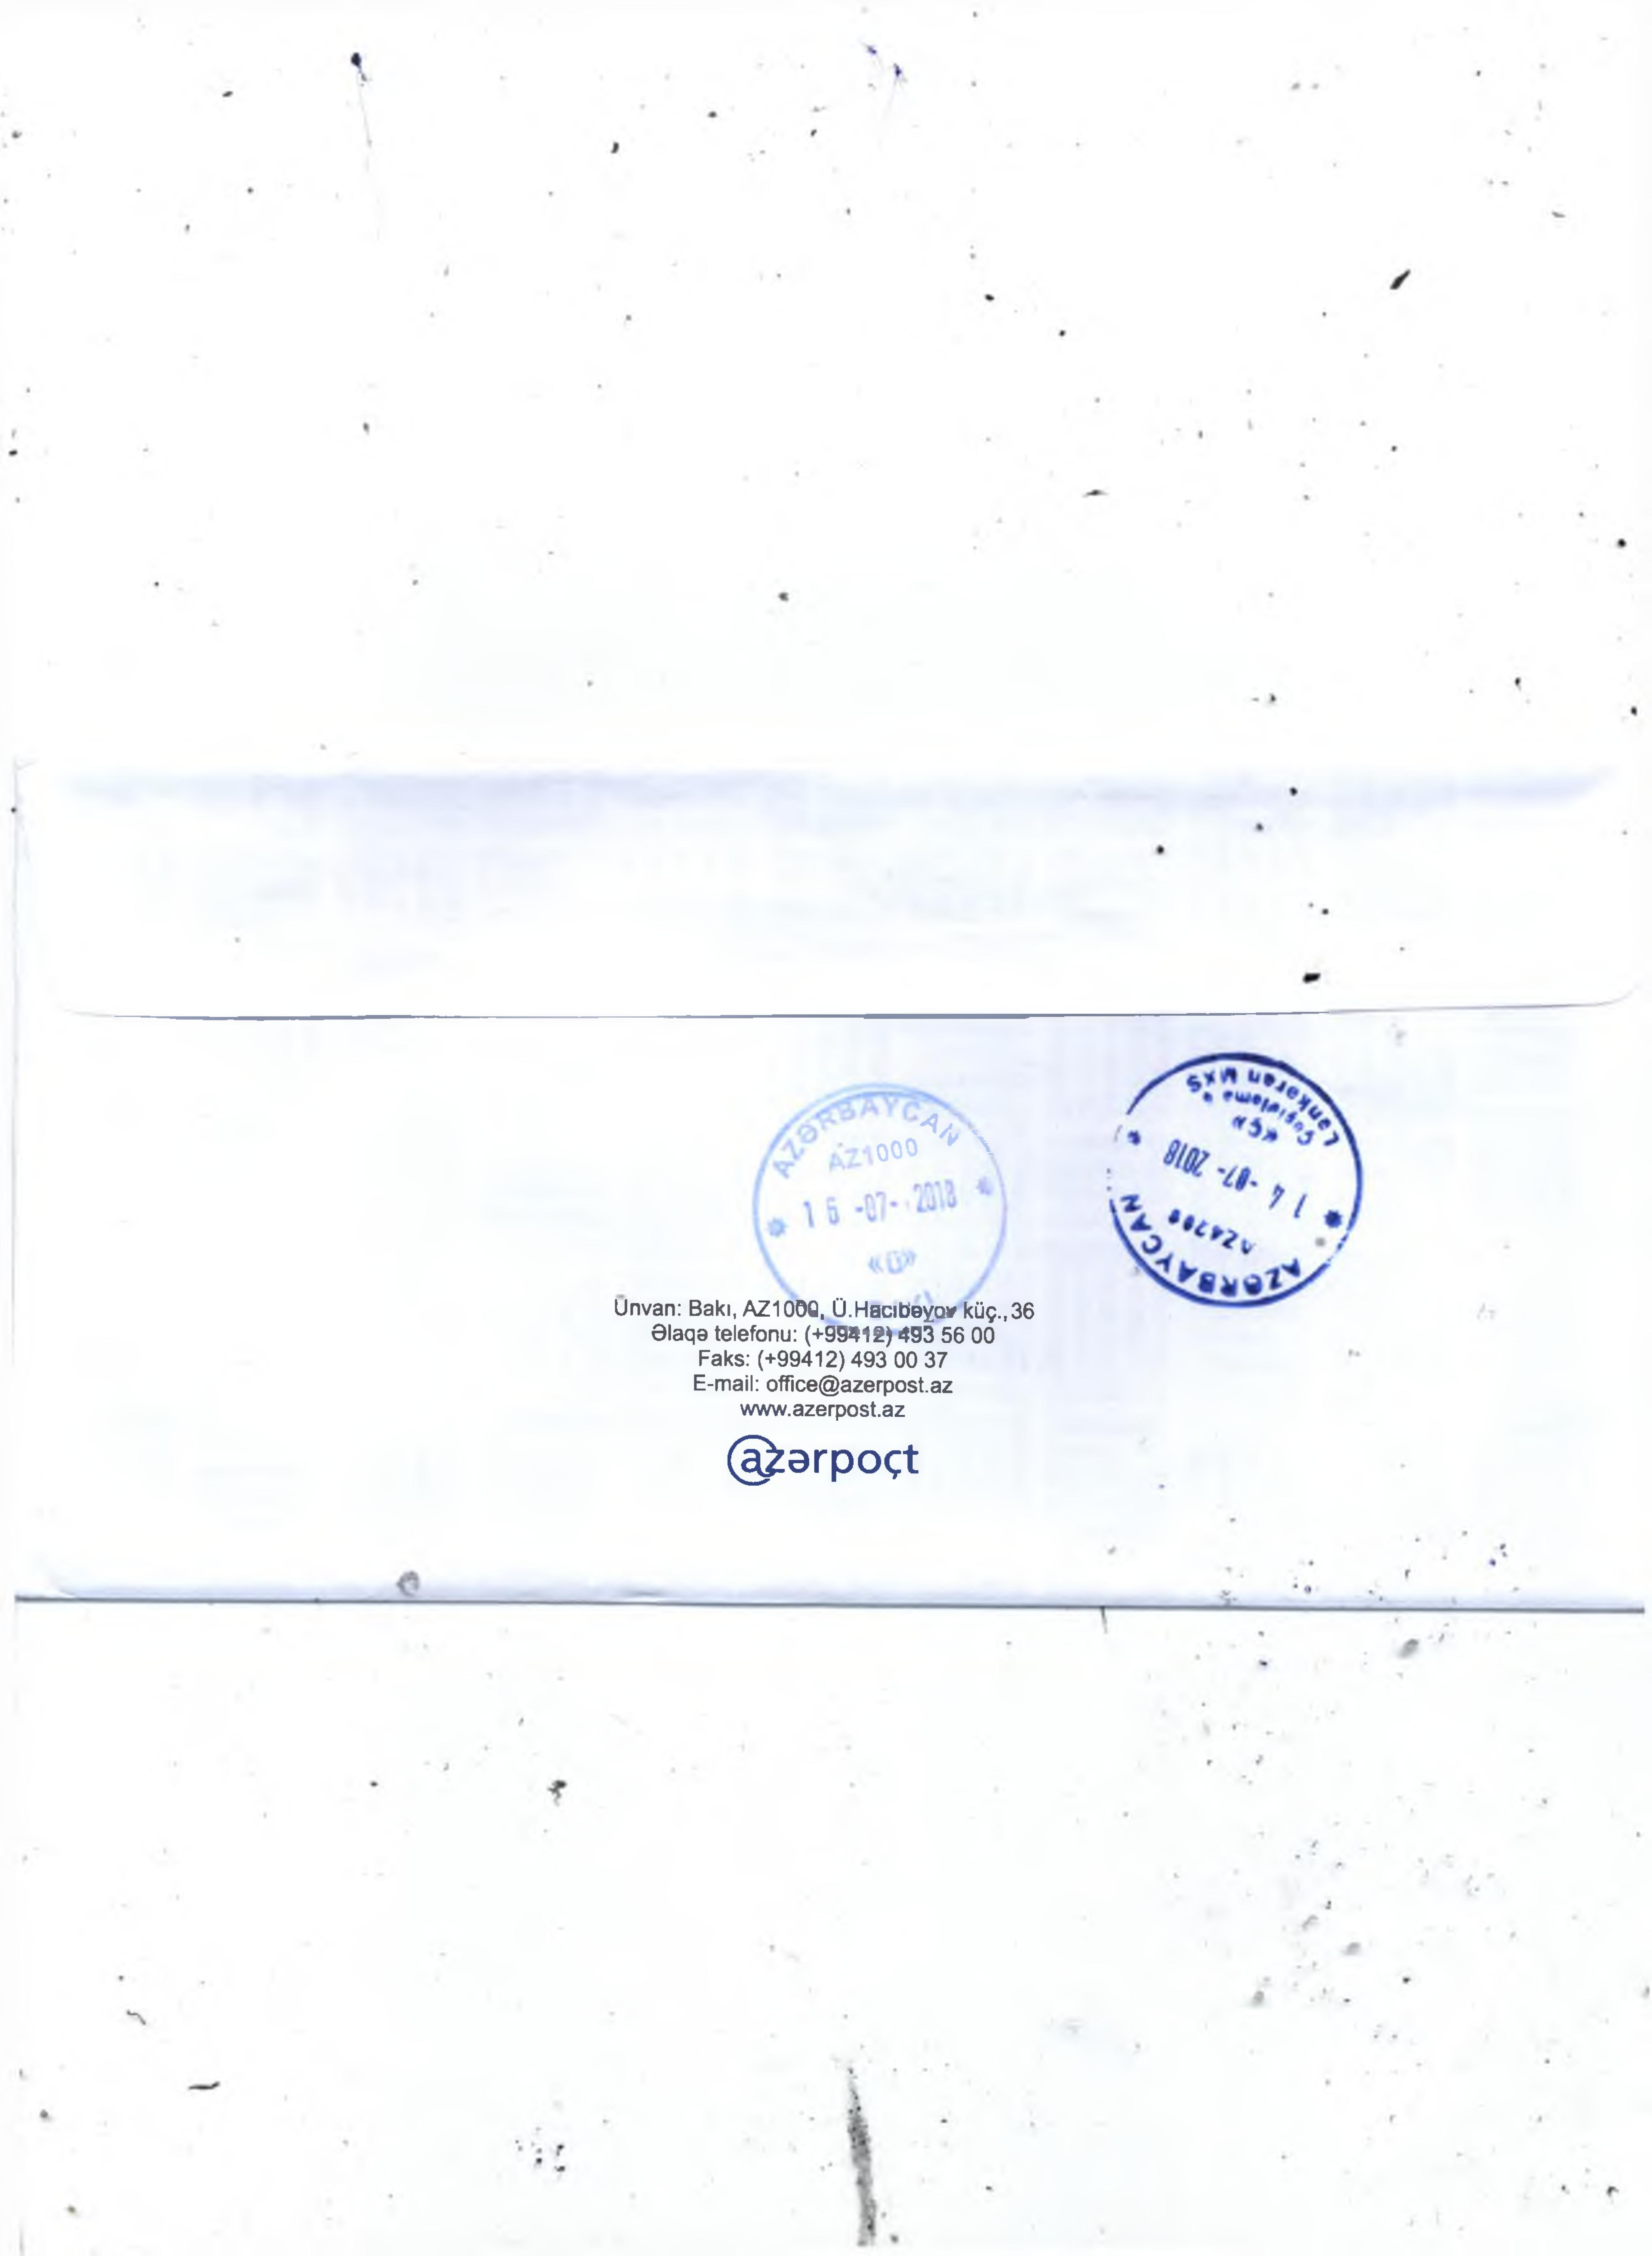 AZƏRBAYCAN
AZ1000
16 -07- 2018
«D»
AZƏRBAYCAN
14 -07- 2018
«Ç»
Çeşidləmə
Lənkəran MXS
Ünvan: Bakı, AZ1000, Ü.Hacıbəyov küç.,36
Əlaqə telefonu: (+99412) 493 56 00
Faks: (+99412) 493 00 37
E-mail: office@azerpost.az
www.azerpost.az
azərpoçt